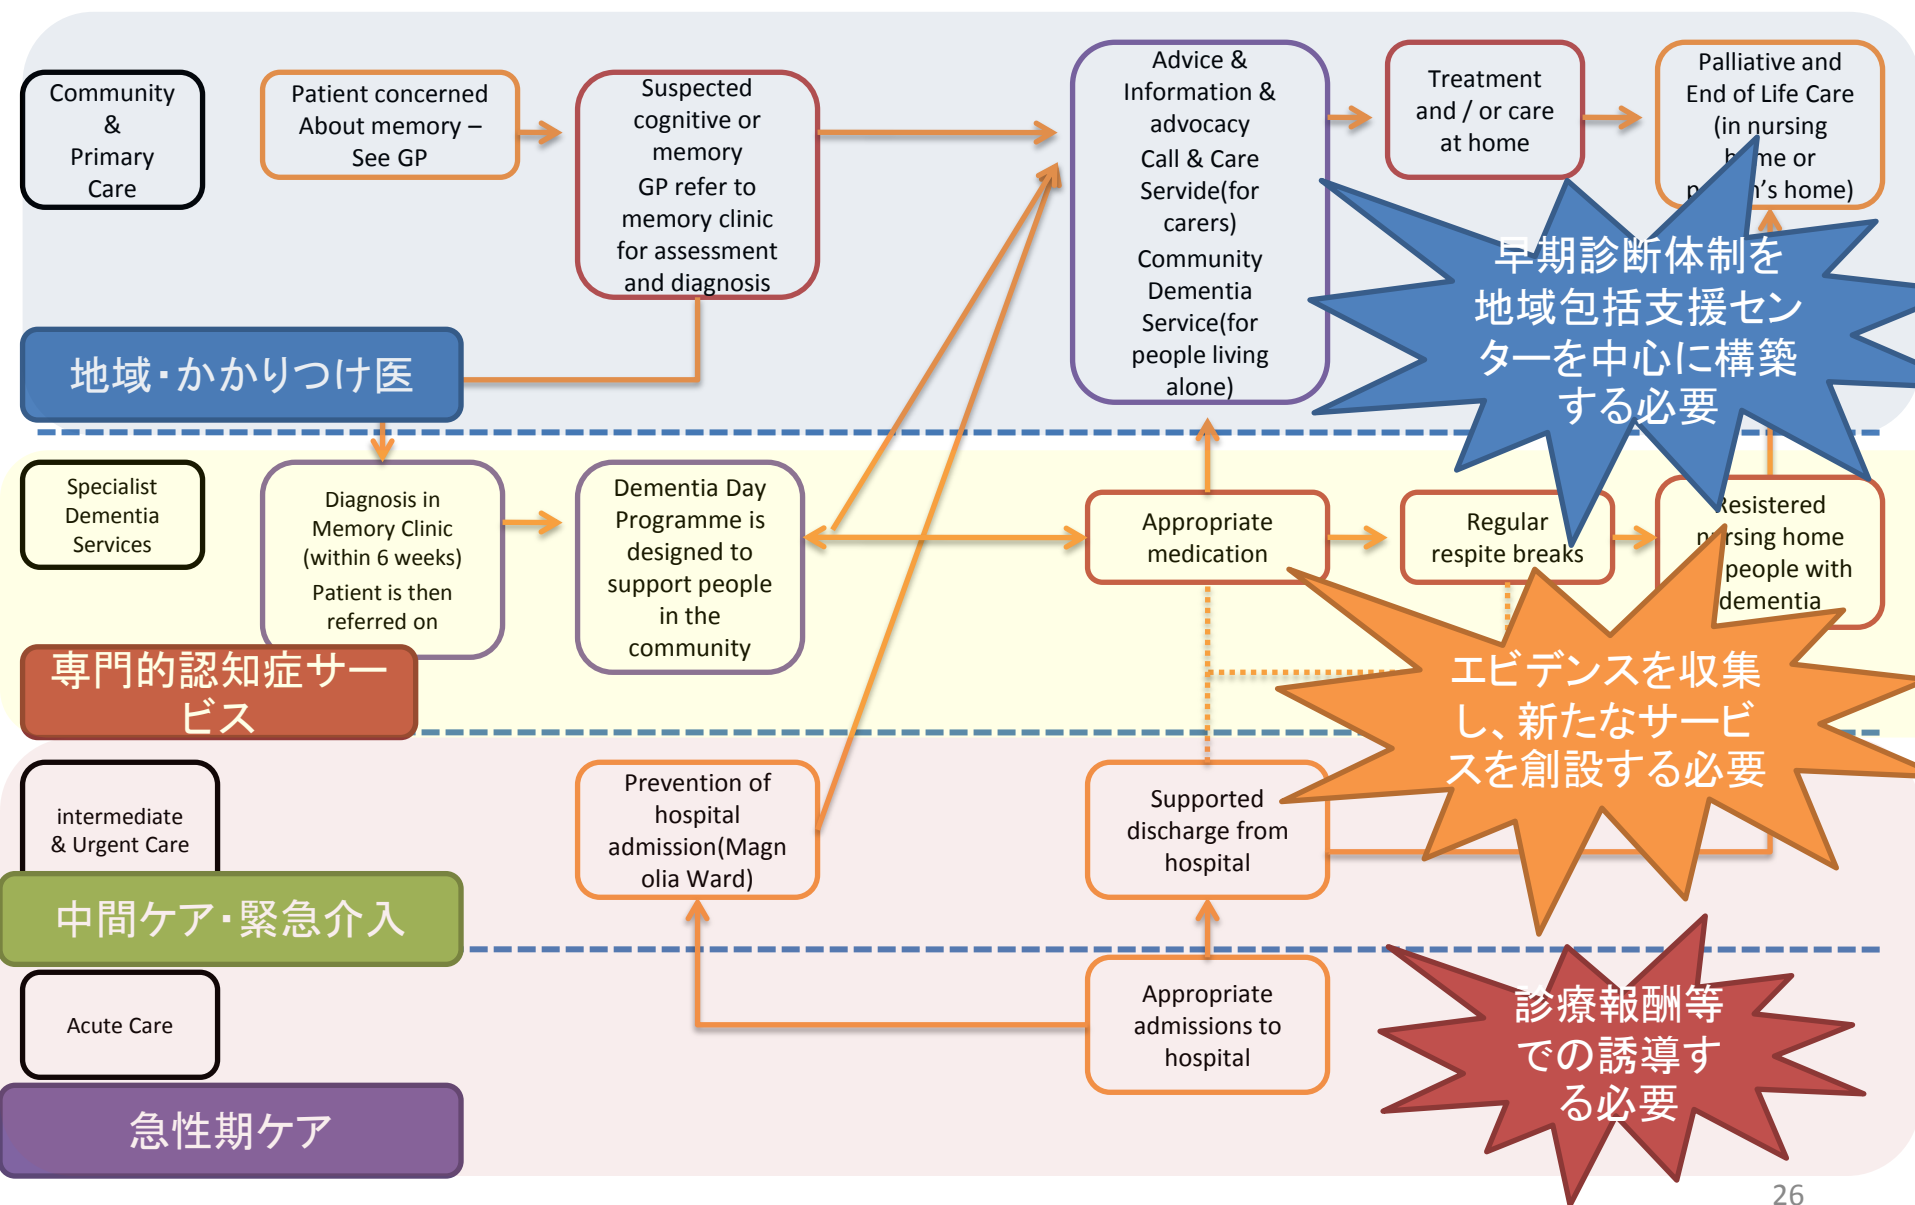 Community
&
Primary
Care
Patient concerned
About memory –
See GP
Suspected
cognitive or
memory
GP refer to
memory clinic
for assessment
and diagnosis
Advice &
Information &
advocacy
Call & Care
Servide(for
carers)
Community
Dementia
Service(for
people living
alone)
Treatment
and / or care
at home
Palliative and
End of Life Care
(in nursing
home or
n's home)
早期診断体制を
地域包括支援セン
ターを中心に構築
する必要
地域・かかりつけ医
Specialist
Dementia
Services
Diagnosis in
Memory Clinic
(within 6 weeks)
Patient is then
referred on
Dementia Day
Programme is
designed to
support people
in the
community
Appropriate
medication
Regular
respite breaks
Resistered
nursing home
people with
dementia
専門的認知症サー
ビス
エビデンスを収集
し、新たなサービ
スを創設する必要
intermediate
& Urgent Care
Prevention of
hospital
admission(Magn
olia Ward)
Supported
discharge from
hospital
中間ケア・緊急介入
Acute Care
Appropriate
admissions to
hospital
診療報酬等
での誘導す
る必要
急性期ケア
26